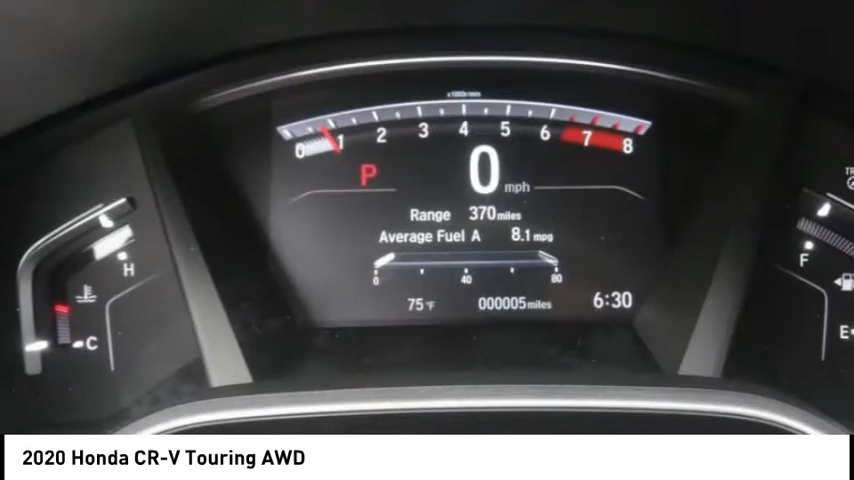 x1000r/min
0 1 2 3 4 5 6 7 8
P
0 mph
Range 370 miles
Average Fuel A 8.1 mpg
0 40 80
75°F 000005 miles 6:30
H
C
F
E
2020 Honda CR-V Touring AWD